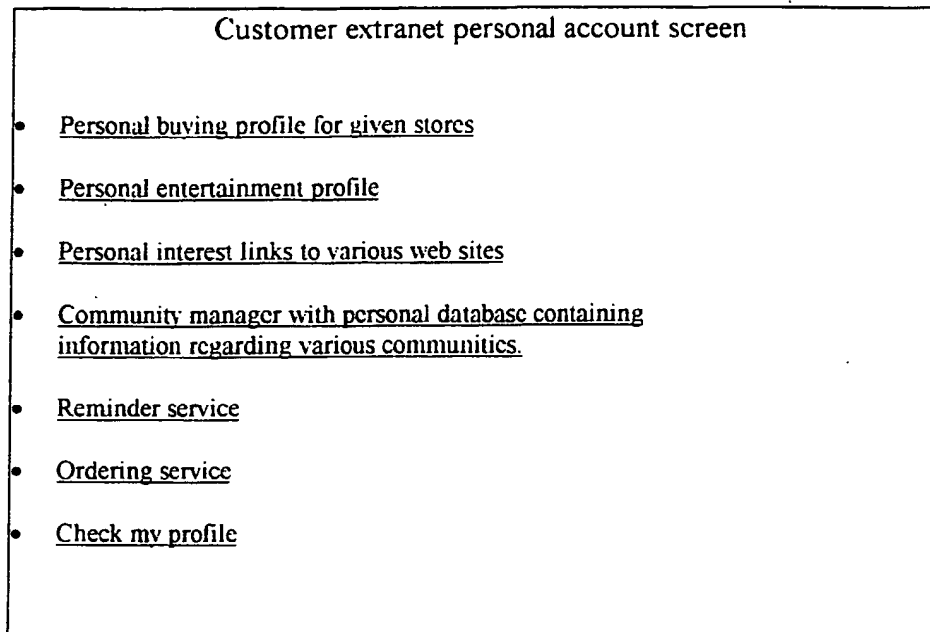 Customer extranet personal account screen
• Personal buying profile for given stores
• Personal entertainment profile
• Personal interest links to various web sites
• Community manager with personal database containing
information regarding various communities.
• Reminder service
• Ordering service
• Check my profile